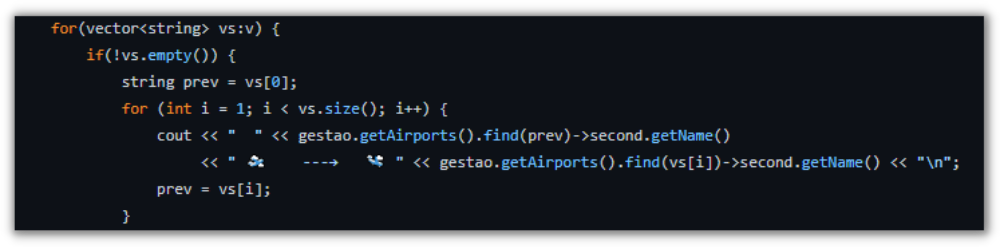 for(vector<string> vs:v) {
if(!vs.empty()) {
string prev = vs[0];
for (int i = 1; i < vs.size(); i++) {
cout << "  " << gestao.getAirports().find(prev)->second.getName()
<< " 🛫    ---→    🛬 " << gestao.getAirports().find(vs[i])->second.getName() << "\n";
prev = vs[i];
}